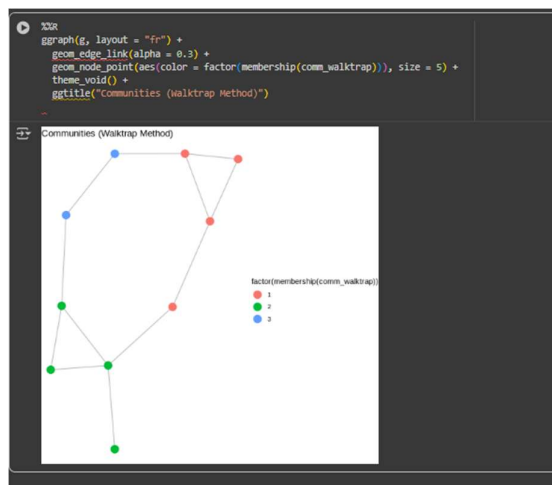 %%R
ggraph(g, layout = "fr") +
geom_edge_link(alpha = 0.3) +
geom_node_point(aes(color = factor(membership(comm_walktrap))), size = 5) +
theme_void() +
ggtitle("Communities (Walktrap Method)")
Communities (Walktrap Method)
factor(membership(comm_walktrap))
1
2
3